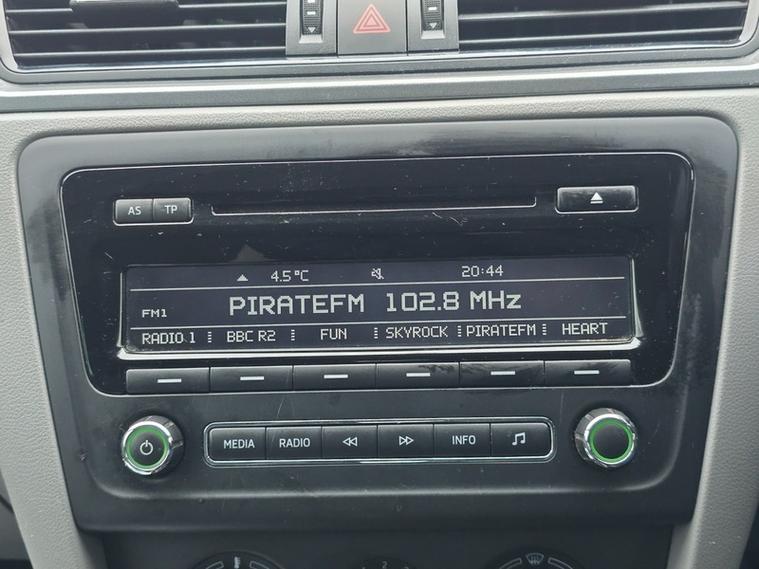 AS TP
4.5°C 20:44
FM1 PIRATEFM 102.8 MHz
RADIO 1 BBC R2 FUN SKYROCK PIRATEFM HEART
MEDIA RADIO INFO
2